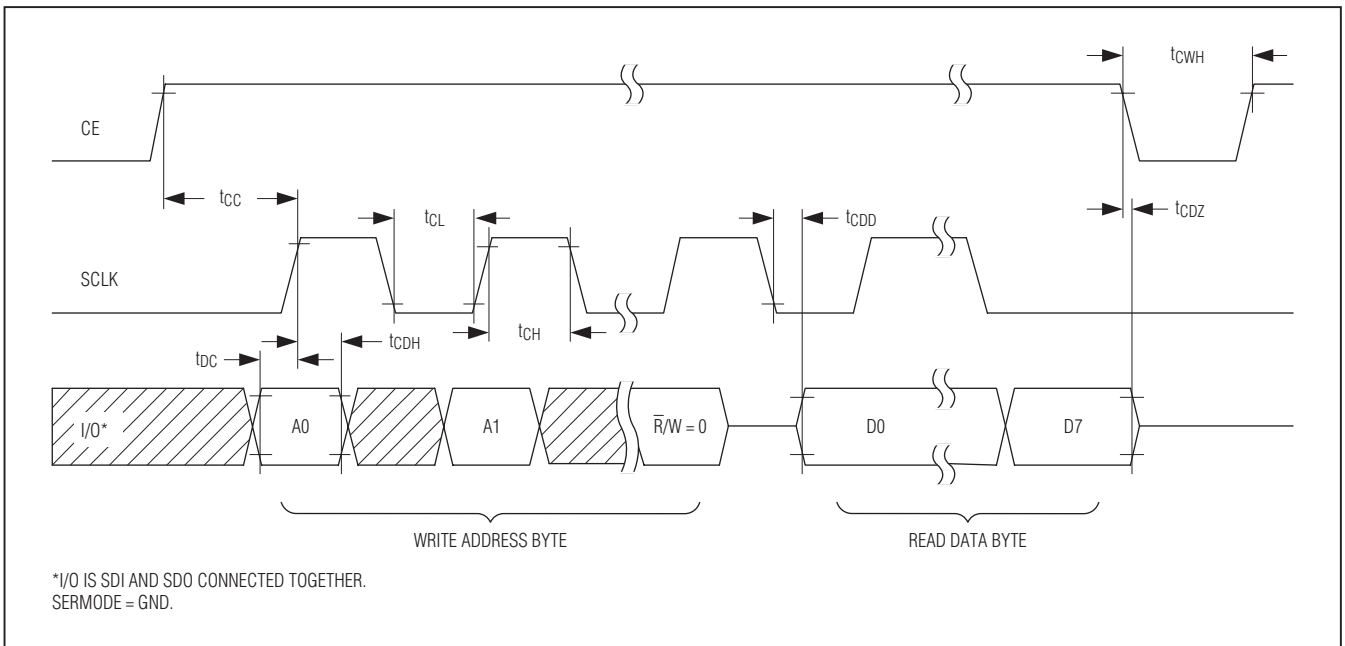 tCWH
CE
tCC
tCL
tCDD
tCDZ
SCLK
tCH
tDC
tCDH
I/O*
A0
A1
R̅/W = 0
D0
D7
WRITE ADDRESS BYTE
READ DATA BYTE
*I/O IS SDI AND SDO CONNECTED TOGETHER.
SERMODE = GND.